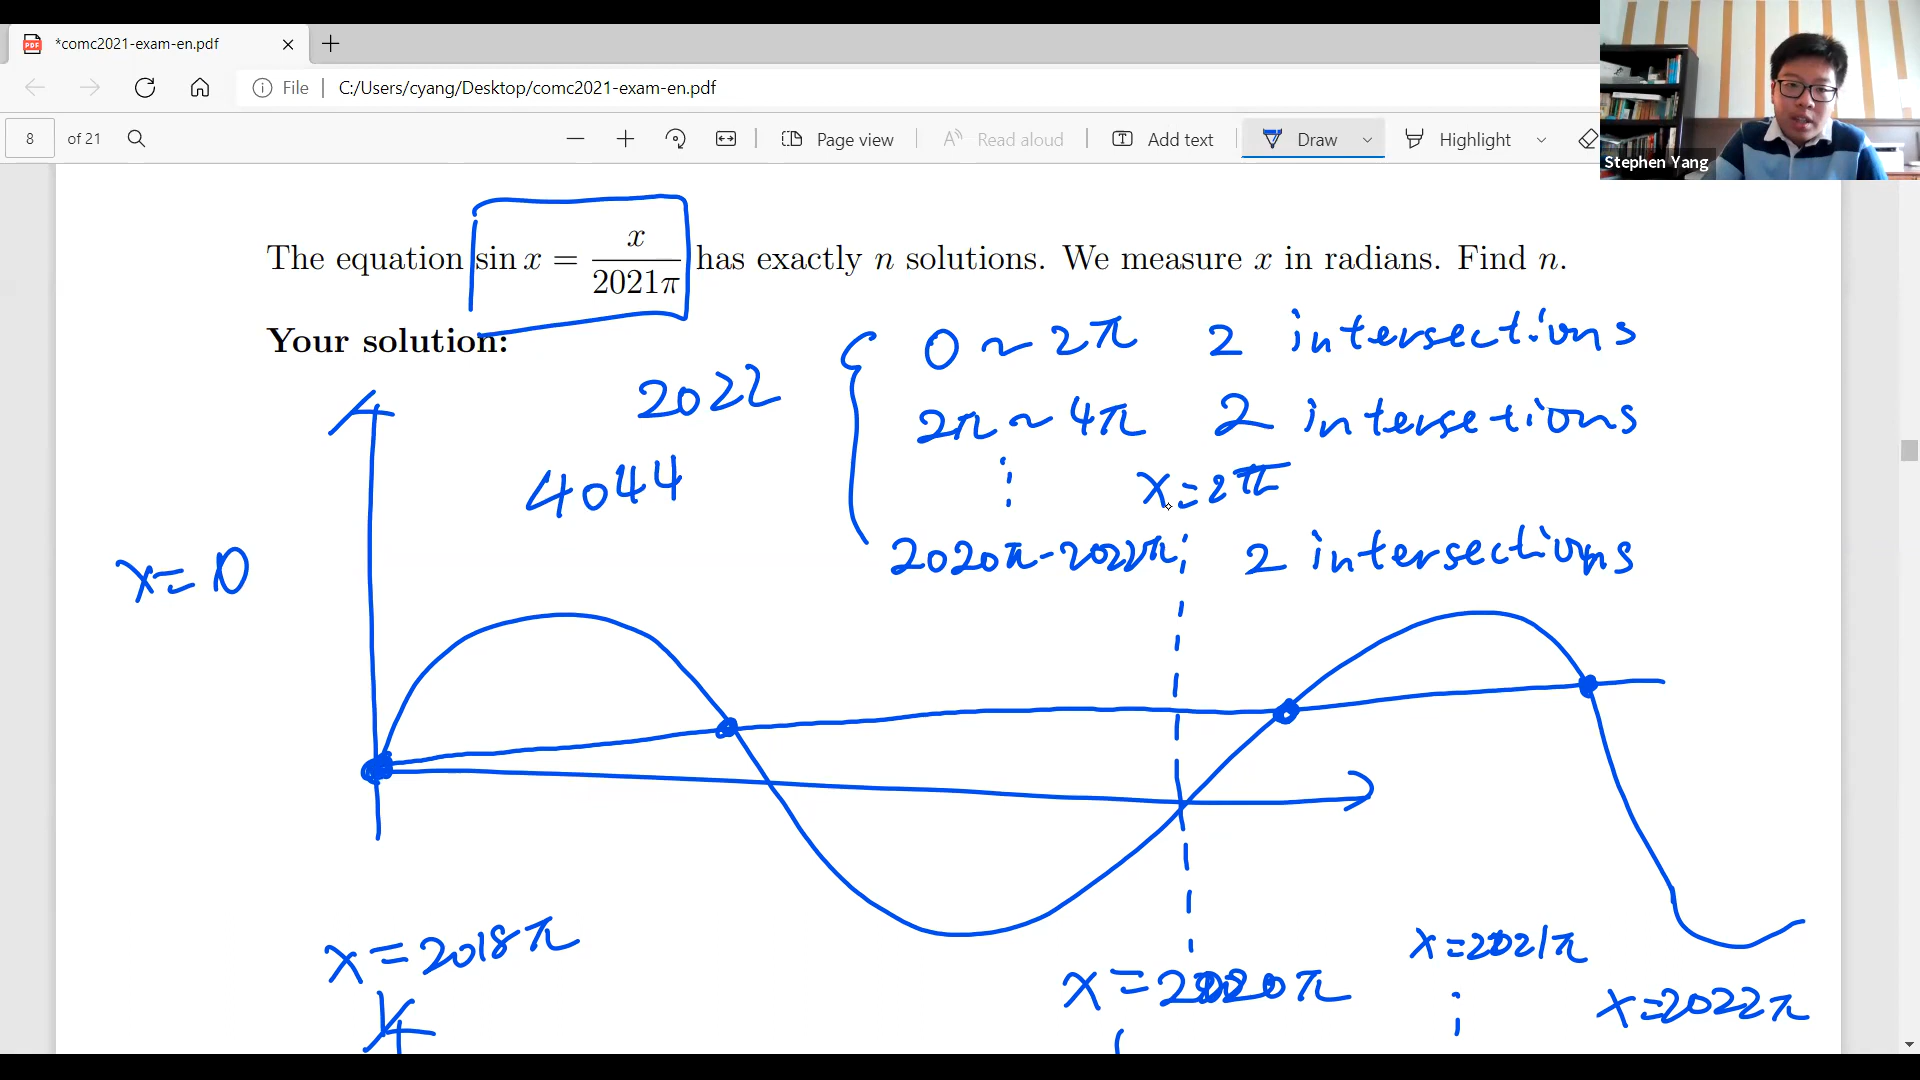 *comc2021-exam-en.pdf
File C:/Users/cyang/Desktop/comc2021-exam-en.pdf
8 of 21 Page view Read aloud Add text Draw Highlight
Stephen Yang
The equation sin x = x/2021π has exactly n solutions. We measure x in radians. Find n.
Your solution:
0 ~ 2π 2 intersections
2022
2π ~ 4π 2 intersetions
4044
x=2π
2020π-2022π 2 intersections
x=0
x=2018π
x=2020π
x=2021π
x=2022π